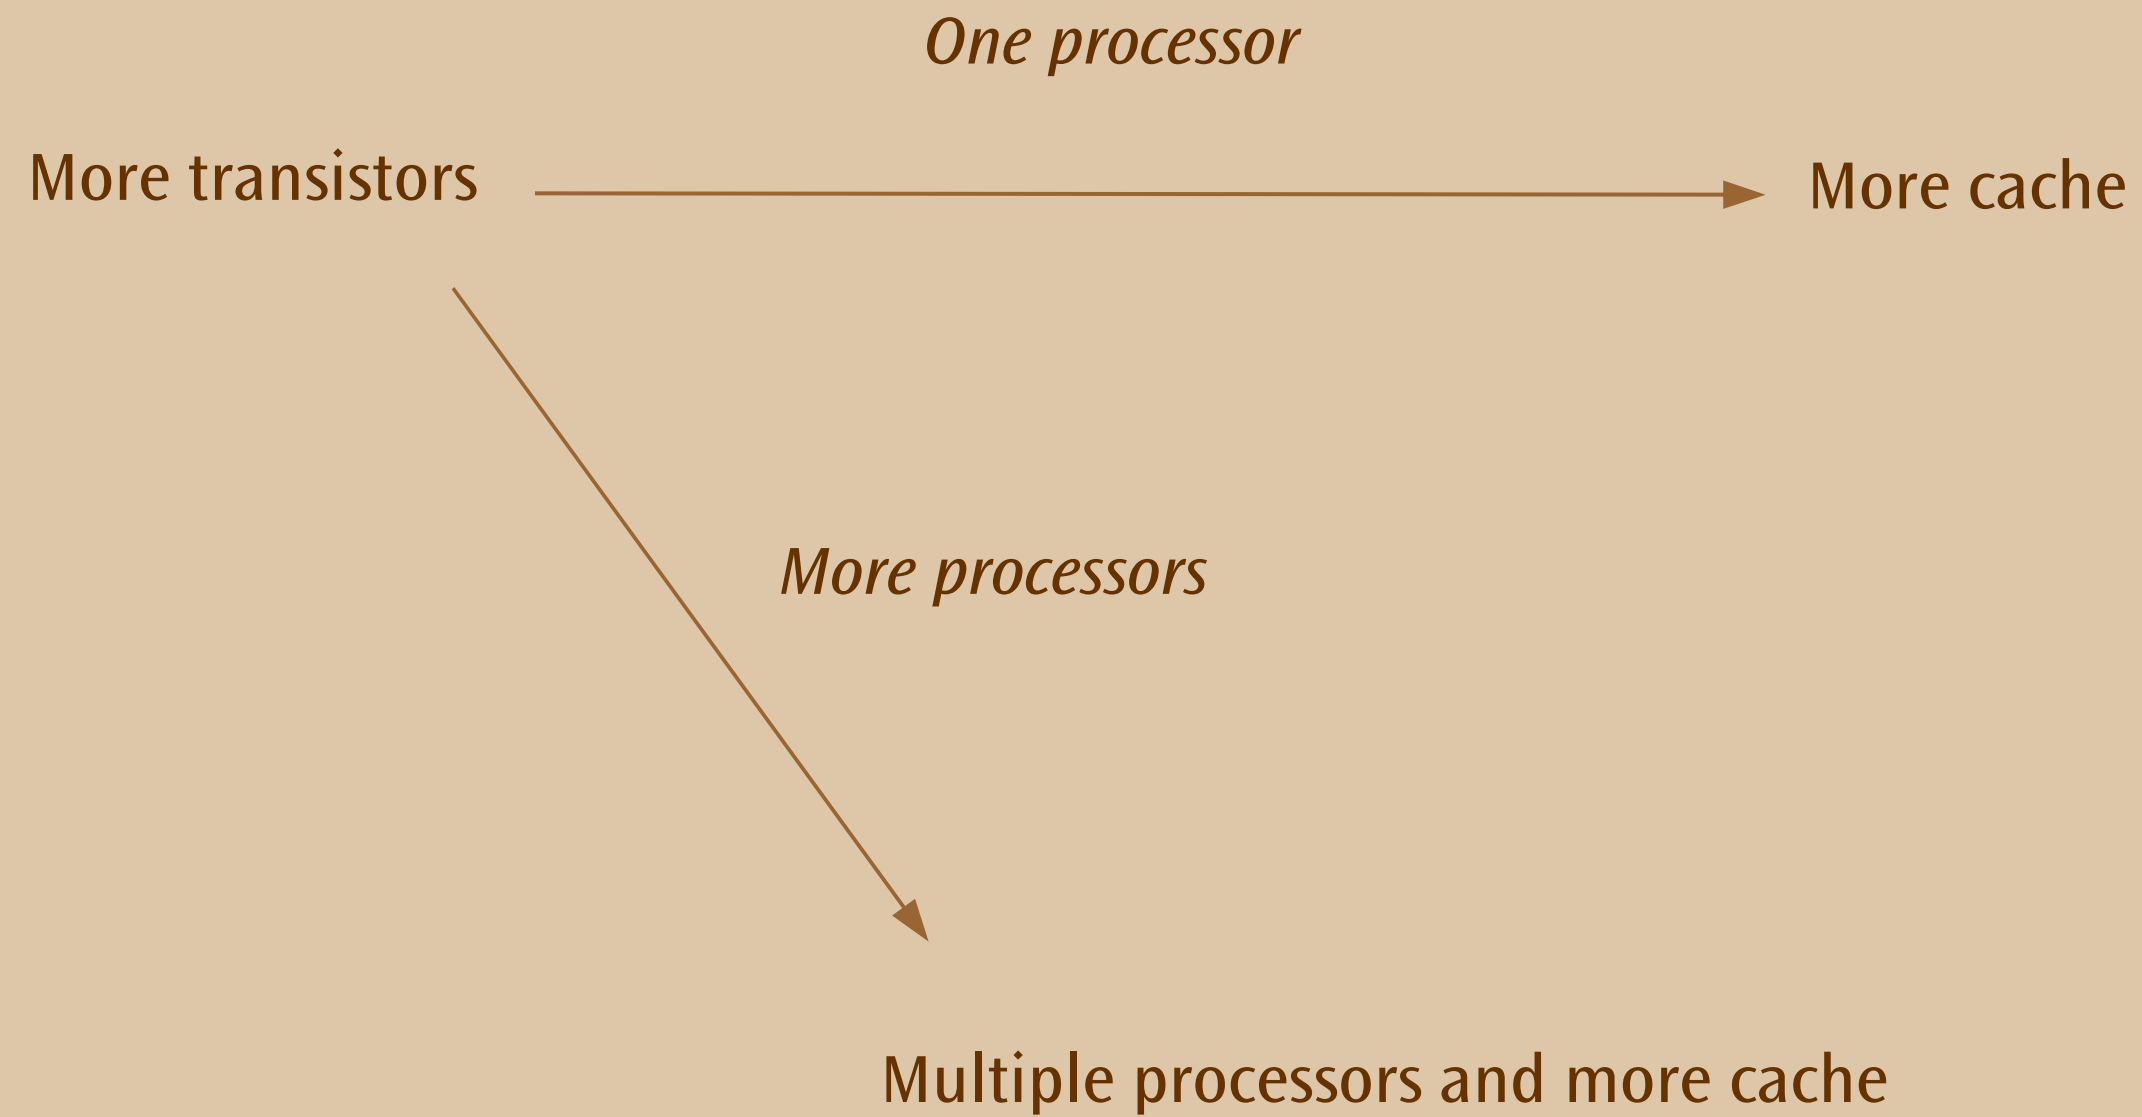 One processor
More transistors
More cache
More processors
Multiple processors and more cache